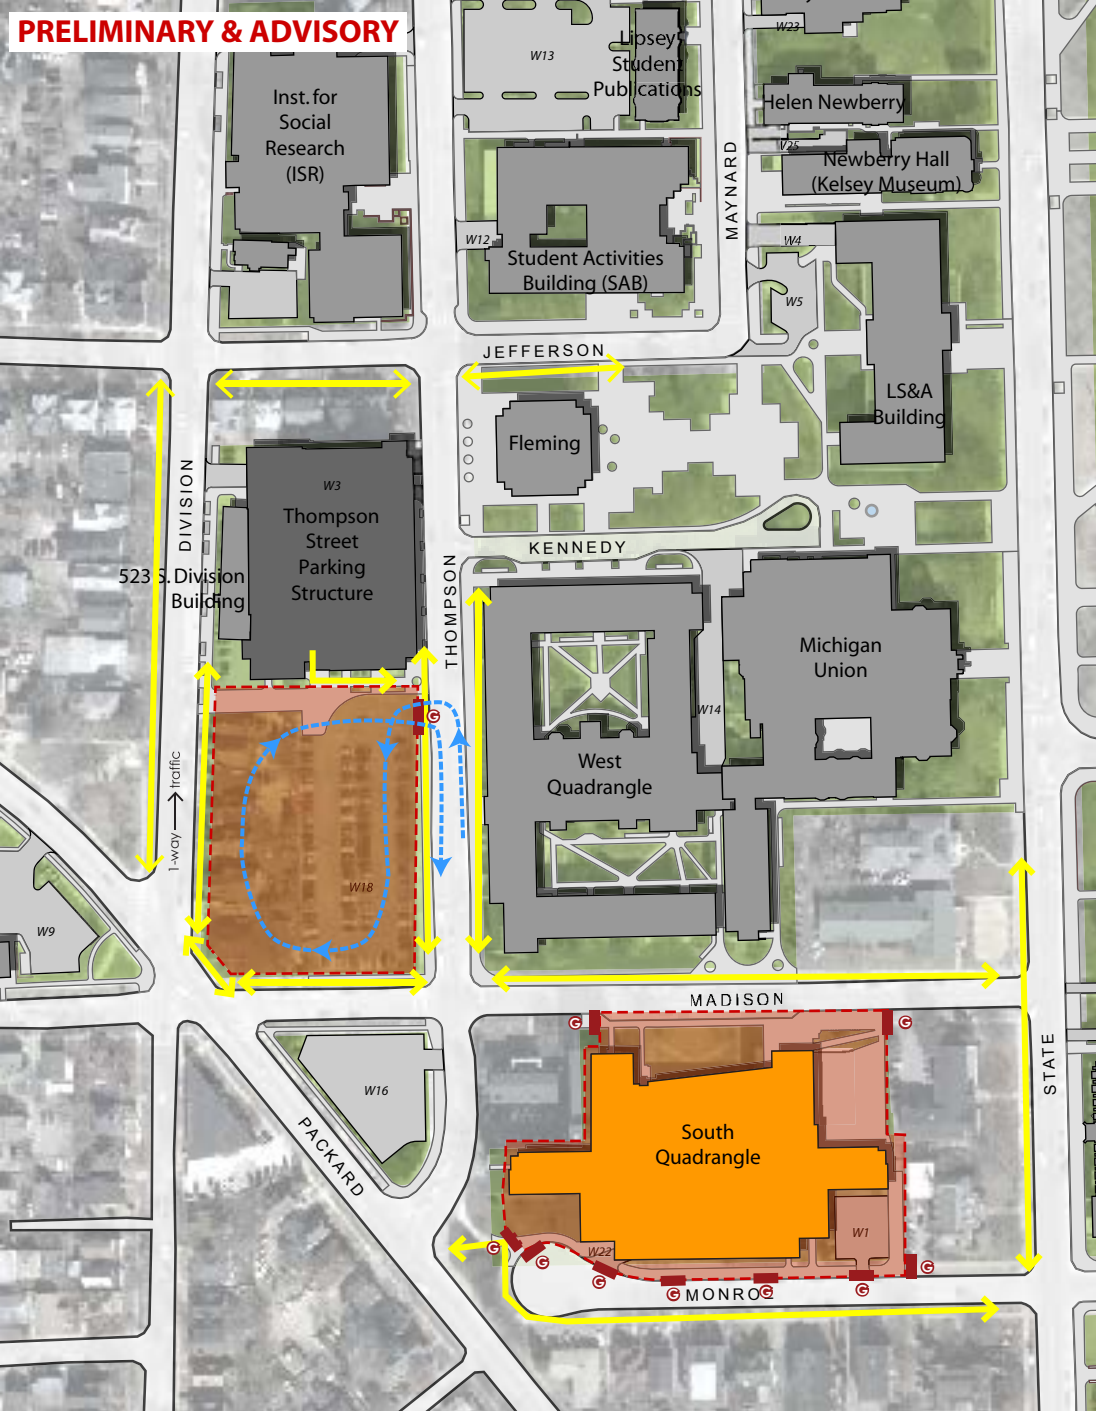 PRELIMINARY & ADVISORY
W23
W13
Lipsey
Student
Publications
Inst. for
Social
Research
(ISR)
Helen Newberry
V25
Newberry Hall
(Kelsey Museum)
MAYNARD
W12
W4
Student Activities
Building (SAB)
W5
JEFFERSON
LS&A
Building
Fleming
DIVISION
W3
Thompson
Street
Parking
Structure
KENNEDY
523 S. Division
Building
THOMPSON
Michigan
Union
W14
G
West
Quadrangle
1-way → traffic
W18
W9
MADISON
G
G
STATE
W16
PACKARD
South
Quadrangle
W1
W22
G
G
G
G
G
G
G
MONROE